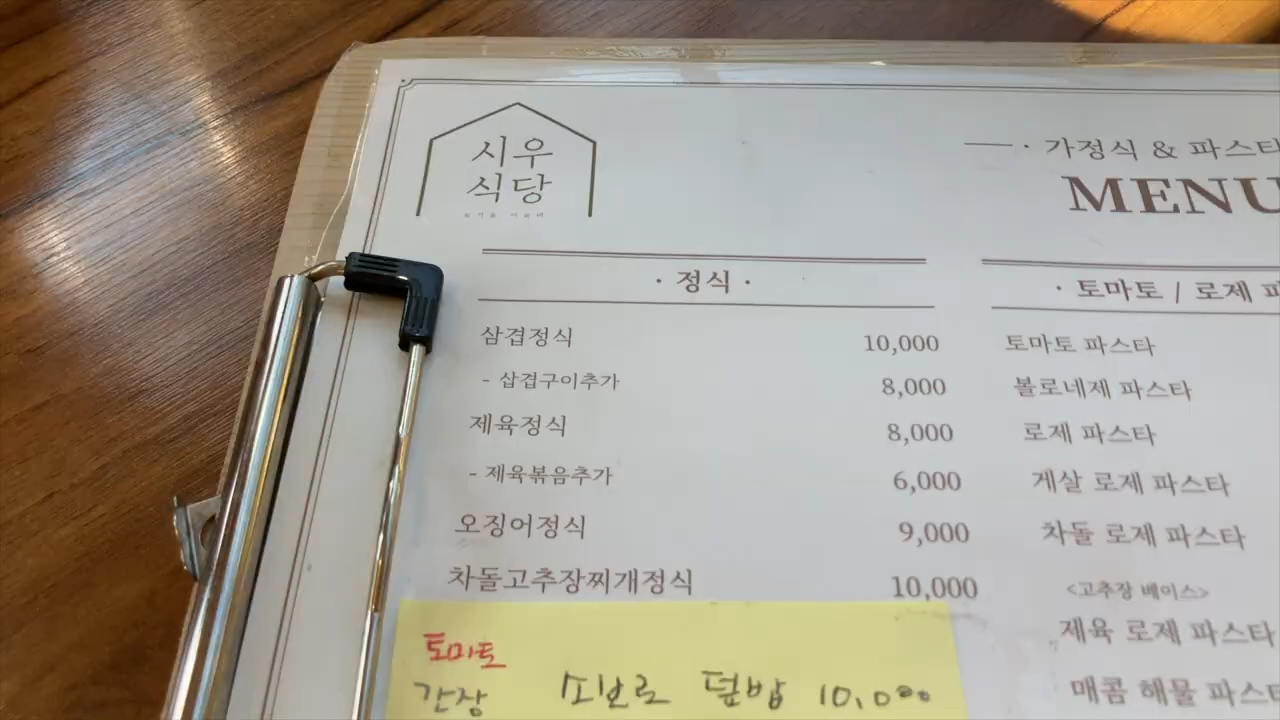 시우
식당
가정식 & 파스타
MENU
· 정식 ·
삼겹정식 10,000
- 삽겹구이추가 8,000
제육정식 8,000
- 제육볶음추가 6,000
오징어정식 9,000
차돌고추장찌개정식 10,000
토마토
간장 쇠보로 덮밥 10,000
· 토마토 / 로제
토마토 파스타
볼로네제 파스타
로제 파스타
게살 로제 파스타
차돌 로제 파스타
<고추장 베이스>
제육 로제 파스타
매콤 해물 파스타